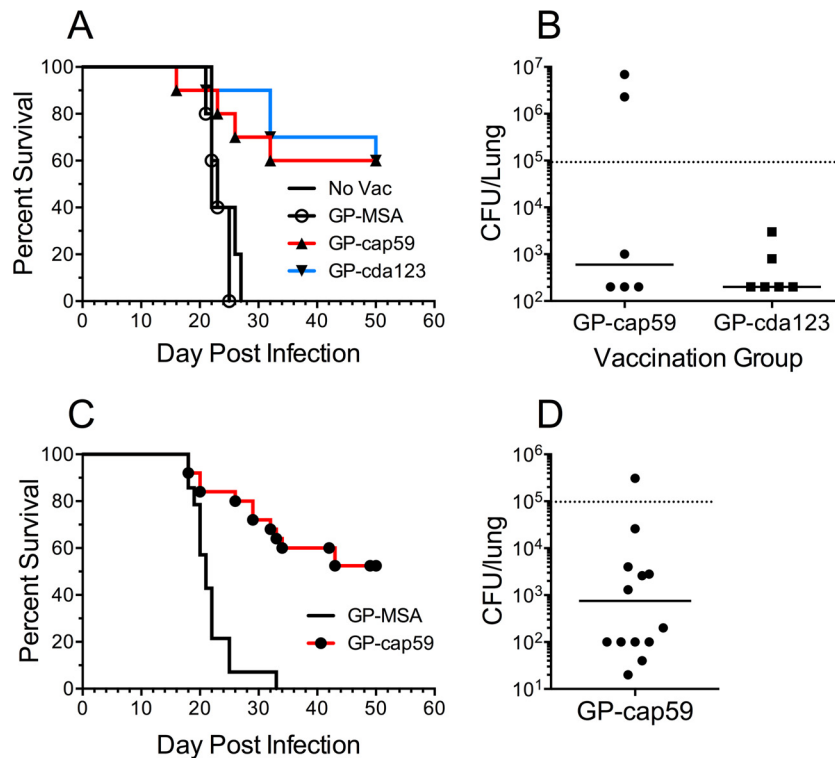 A
Percent Survival
100
80
60
40
20
0
No Vac
GP-MSA
GP-cap59
GP-cda123
0 10 20 30 40 50 60
Day Post Infection
B
CFU/Lung
10⁷
10⁶
10⁵
10⁴
10³
10²
GP-cap59 GP-cda123
Vaccination Group
C
Percent Survival
100
80
60
40
20
0
GP-MSA
GP-cap59
0 10 20 30 40 50 60
Day Post Infection
D
CFU/lung
10⁶
10⁵
10⁴
10³
10²
10¹
GP-cap59